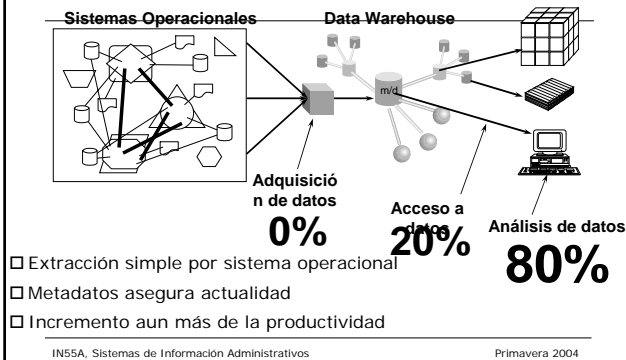 Sistemas Operacionales
Data Warehouse
m/d
Adquisició
n de datos
0%
Acceso a
datos
20%
Análisis de datos
80%
Extracción simple por sistema operacional
Metadatos asegura actualidad
Incremento aun más de la productividad
IN55A, Sistemas de Información Administrativos
Primavera 2004